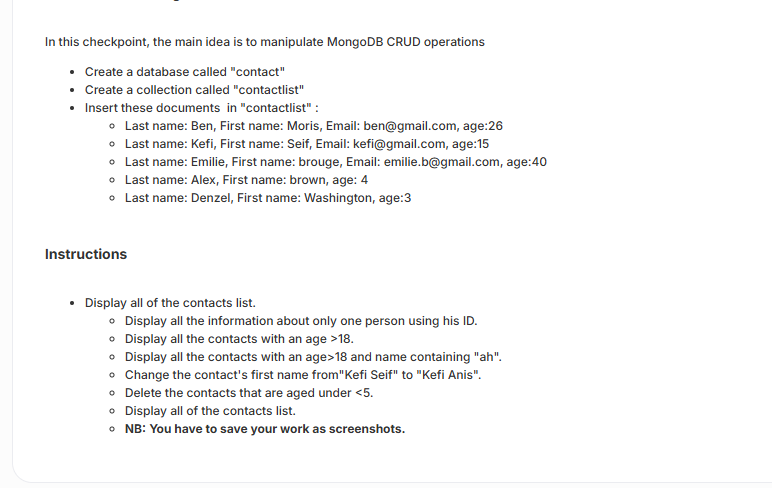 In this checkpoint, the main idea is to manipulate MongoDB CRUD operations
Create a database called "contact"
Create a collection called "contactlist"
Insert these documents in "contactlist" :
Last name: Ben, First name: Moris, Email: ben@gmail.com, age:26
Last name: Kefi, First name: Seif, Email: kefi@gmail.com, age:15
Last name: Emilie, First name: brouge, Email: emilie.b@gmail.com, age:40
Last name: Alex, First name: brown, age: 4
Last name: Denzel, First name: Washington, age:3
Instructions
Display all of the contacts list.
Display all the information about only one person using his ID.
Display all the contacts with an age >18.
Display all the contacts with an age>18 and name containing "ah".
Change the contact's first name from"Kefi Seif" to "Kefi Anis".
Delete the contacts that are aged under <5.
Display all of the contacts list.
NB: You have to save your work as screenshots.